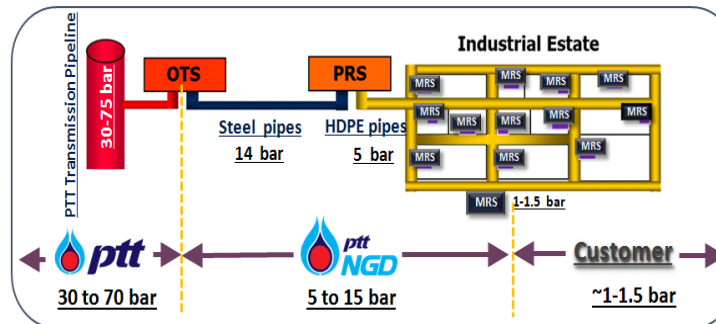 Industrial Estate
PTT Transmission Pipeline
30-75 bar
OTS
PRS
Steel pipes
14 bar
HDPE pipes
5 bar
MRS
MRS
MRS
MRS
MRS
MRS
MRS
MRS
MRS
MRS
MRS
MRS
1-1.5 bar
ptt
ptt
NGD
Customer
30 to 70 bar
5 to 15 bar
~1-1.5 bar